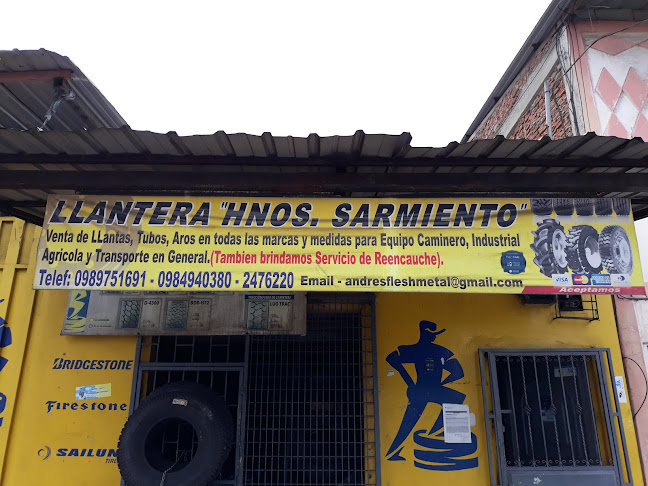 LLANTERA "HNOS. SARMIENTO"
Venta de LLantas, Tubos, Aros en todas las marcas y medidas para Equipo Caminero, Industrial
Agricola y Transporte en General.(Tambien brindamos Servicio de Reencauche).
Telef: 0989751691 - 0984940380 - 2476220 Email - andresfleshmetal@gmail.com
VISA
Aceptamos
BRIDGESTONE
Firestone
SAILUN